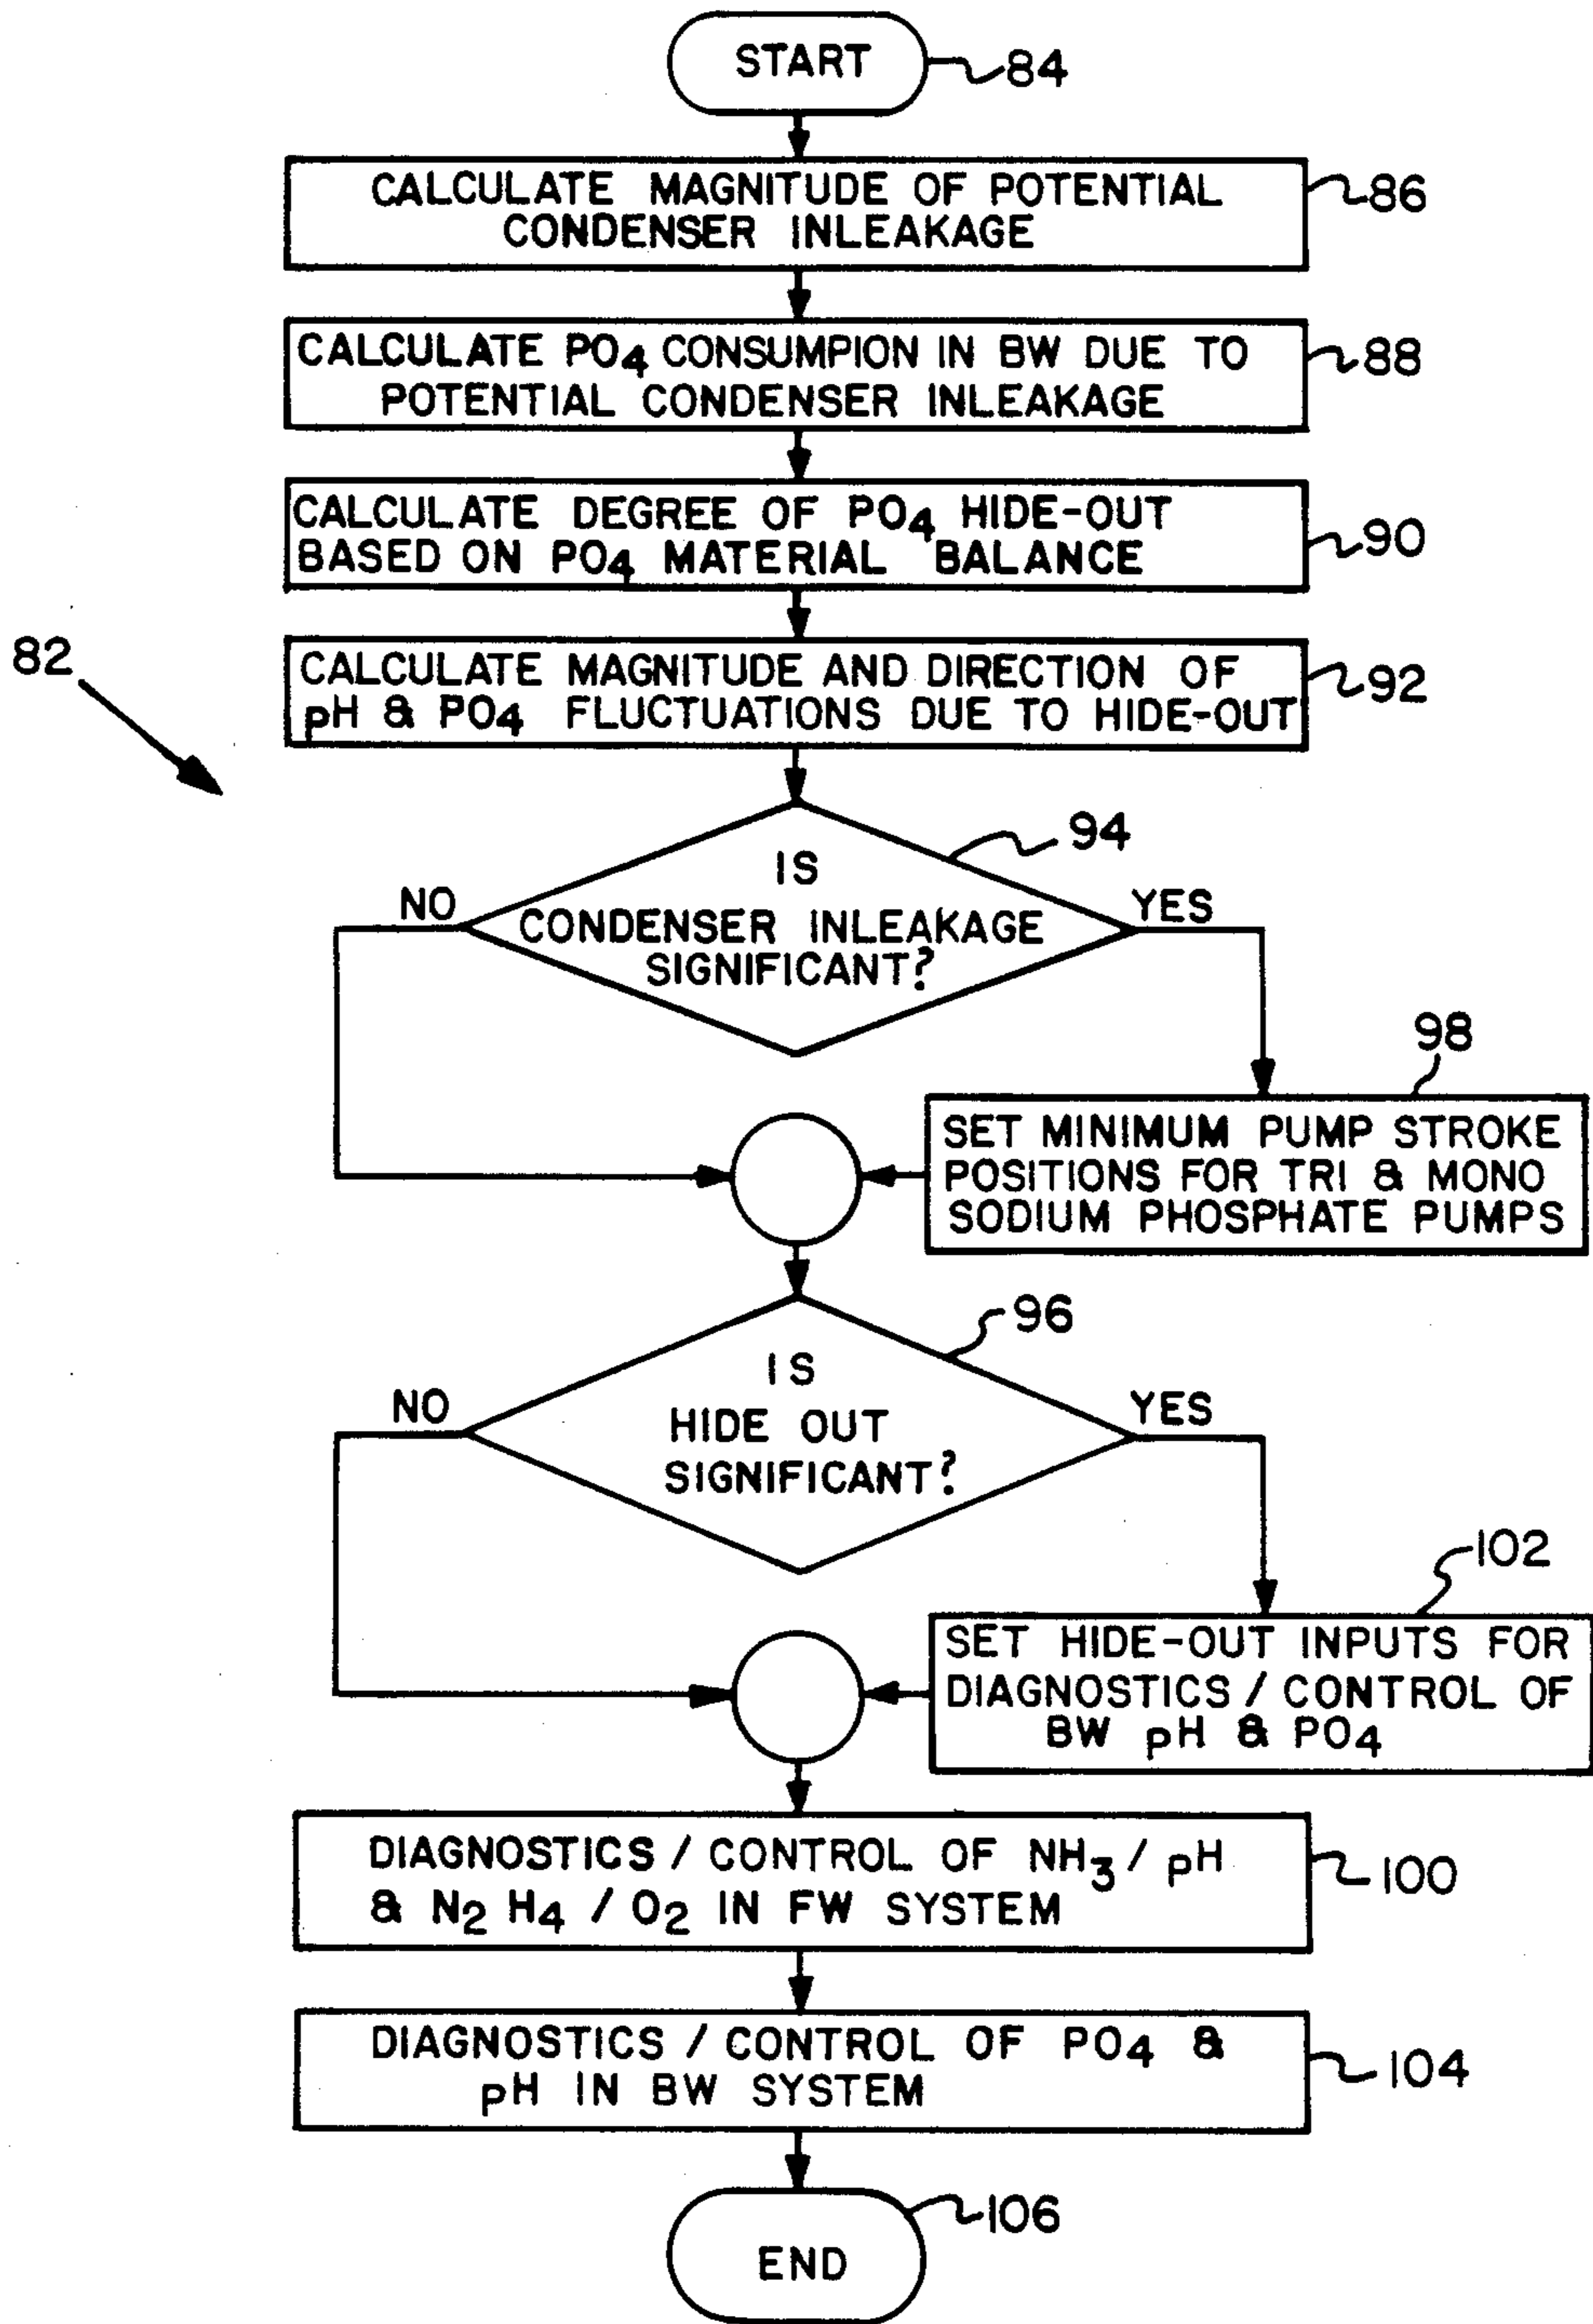 START
84
CALCULATE MAGNITUDE OF POTENTIAL
CONDENSER INLEAKAGE
86
CALCULATE PO4 CONSUMPION IN BW DUE TO
POTENTIAL CONDENSER INLEAKAGE
88
CALCULATE DEGREE OF PO4 HIDE-OUT
BASED ON PO4 MATERIAL BALANCE
90
82
CALCULATE MAGNITUDE AND DIRECTION OF
pH & PO4 FLUCTUATIONS DUE TO HIDE-OUT
92
94
IS
CONDENSER INLEAKAGE
SIGNIFICANT?
NO
YES
98
SET MINIMUM PUMP STROKE
POSITIONS FOR TRI & MONO
SODIUM PHOSPHATE PUMPS
96
IS
HIDE OUT
SIGNIFICANT?
NO
YES
102
SET HIDE-OUT INPUTS FOR
DIAGNOSTICS / CONTROL OF
BW pH & PO4
DIAGNOSTICS / CONTROL OF NH3 / pH
& N2 H4 / O2 IN FW SYSTEM
100
DIAGNOSTICS / CONTROL OF PO4 &
pH IN BW SYSTEM
104
106
END